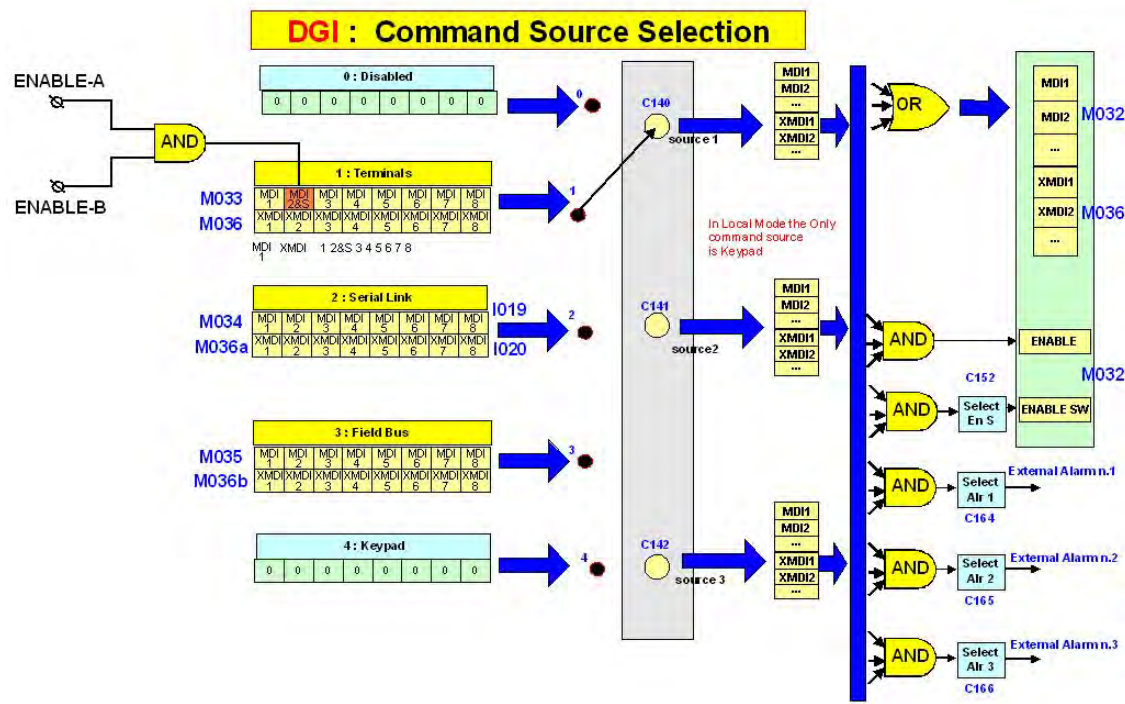 DGI : Command Source Selection
ENABLE-A
ENABLE-B
AND
0 : Disabled
0 0 0 0 0 0 0 0
0
1 : Terminals
M033
MDI 1 MDI 2&S MDI 3 MDI 4 MDI 5 MDI 6 MDI 7 MDI 8
M036
XMDI 1 XMDI 2 XMDI 3 XMDI 4 XMDI 5 XMDI 6 XMDI 7 XMDI 8
1
MDI 1 XMDI 1 2&S 3 4 5 6 7 8
2 : Serial Link
M034
MDI 1 MDI 2 MDI 3 MDI 4 MDI 5 MDI 6 MDI 7 MDI 8
I019
M036a
XMDI 1 XMDI 2 XMDI 3 XMDI 4 XMDI 5 XMDI 6 XMDI 7 XMDI 8
I020
2
3 : Field Bus
M035
MDI 1 MDI 2 MDI 3 MDI 4 MDI 5 MDI 6 MDI 7 MDI 8
M036b
XMDI 1 XMDI 2 XMDI 3 XMDI 4 XMDI 5 XMDI 6 XMDI 7 XMDI 8
3
4 : Keypad
0 0 0 0 0 0 0 0
4
C140
source 1
C141
source2
C142
source 3
MDI1
MDI2
...
XMDI1
XMDI2
...
In Local Mode the Only
command source
is Keypad
MDI1
MDI2
...
XMDI1
XMDI2
...
MDI1
MDI2
...
XMDI1
XMDI2
...
OR
MDI1
MDI2
...
XMDI1
XMDI2
...
M032
M036
AND
ENABLE
M032
AND
C152
Select
En S
ENABLE SW
AND
Select
Alr 1
C164
External Alarm n.1
AND
Select
Alr 2
C165
External Alarm n.2
AND
Select
Alr 3
C166
External Alarm n.3